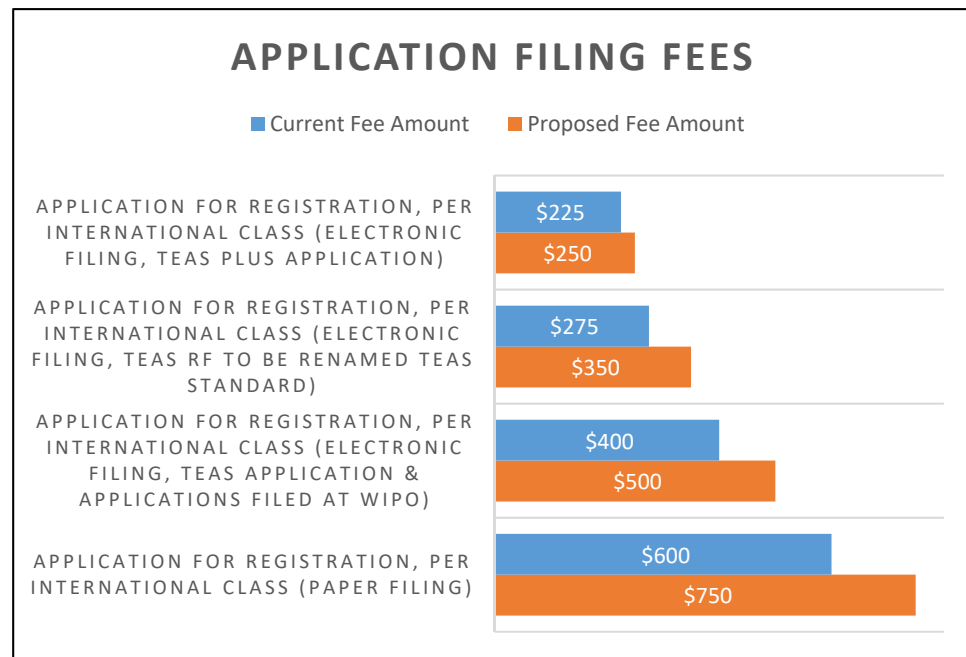 APPLICATION FILING FEES
Current Fee Amount Proposed Fee Amount
APPLICATION FOR REGISTRATION, PER
INTERNATIONAL CLASS (ELECTRONIC
FILING, TEAS PLUS APPLICATION)
$225
$250
APPLICATION FOR REGISTRATION, PER
INTERNATIONAL CLASS (ELECTRONIC
FILING, TEAS RF TO BE RENAMED TEAS
STANDARD)
$275
$350
APPLICATION FOR REGISTRATION, PER
INTERNATIONAL CLASS (ELECTRONIC
FILING, TEAS APPLICATION &
APPLICATIONS FILED AT WIPO)
$400
$500
APPLICATION FOR REGISTRATION, PER
INTERNATIONAL CLASS (PAPER FILING)
$600
$750